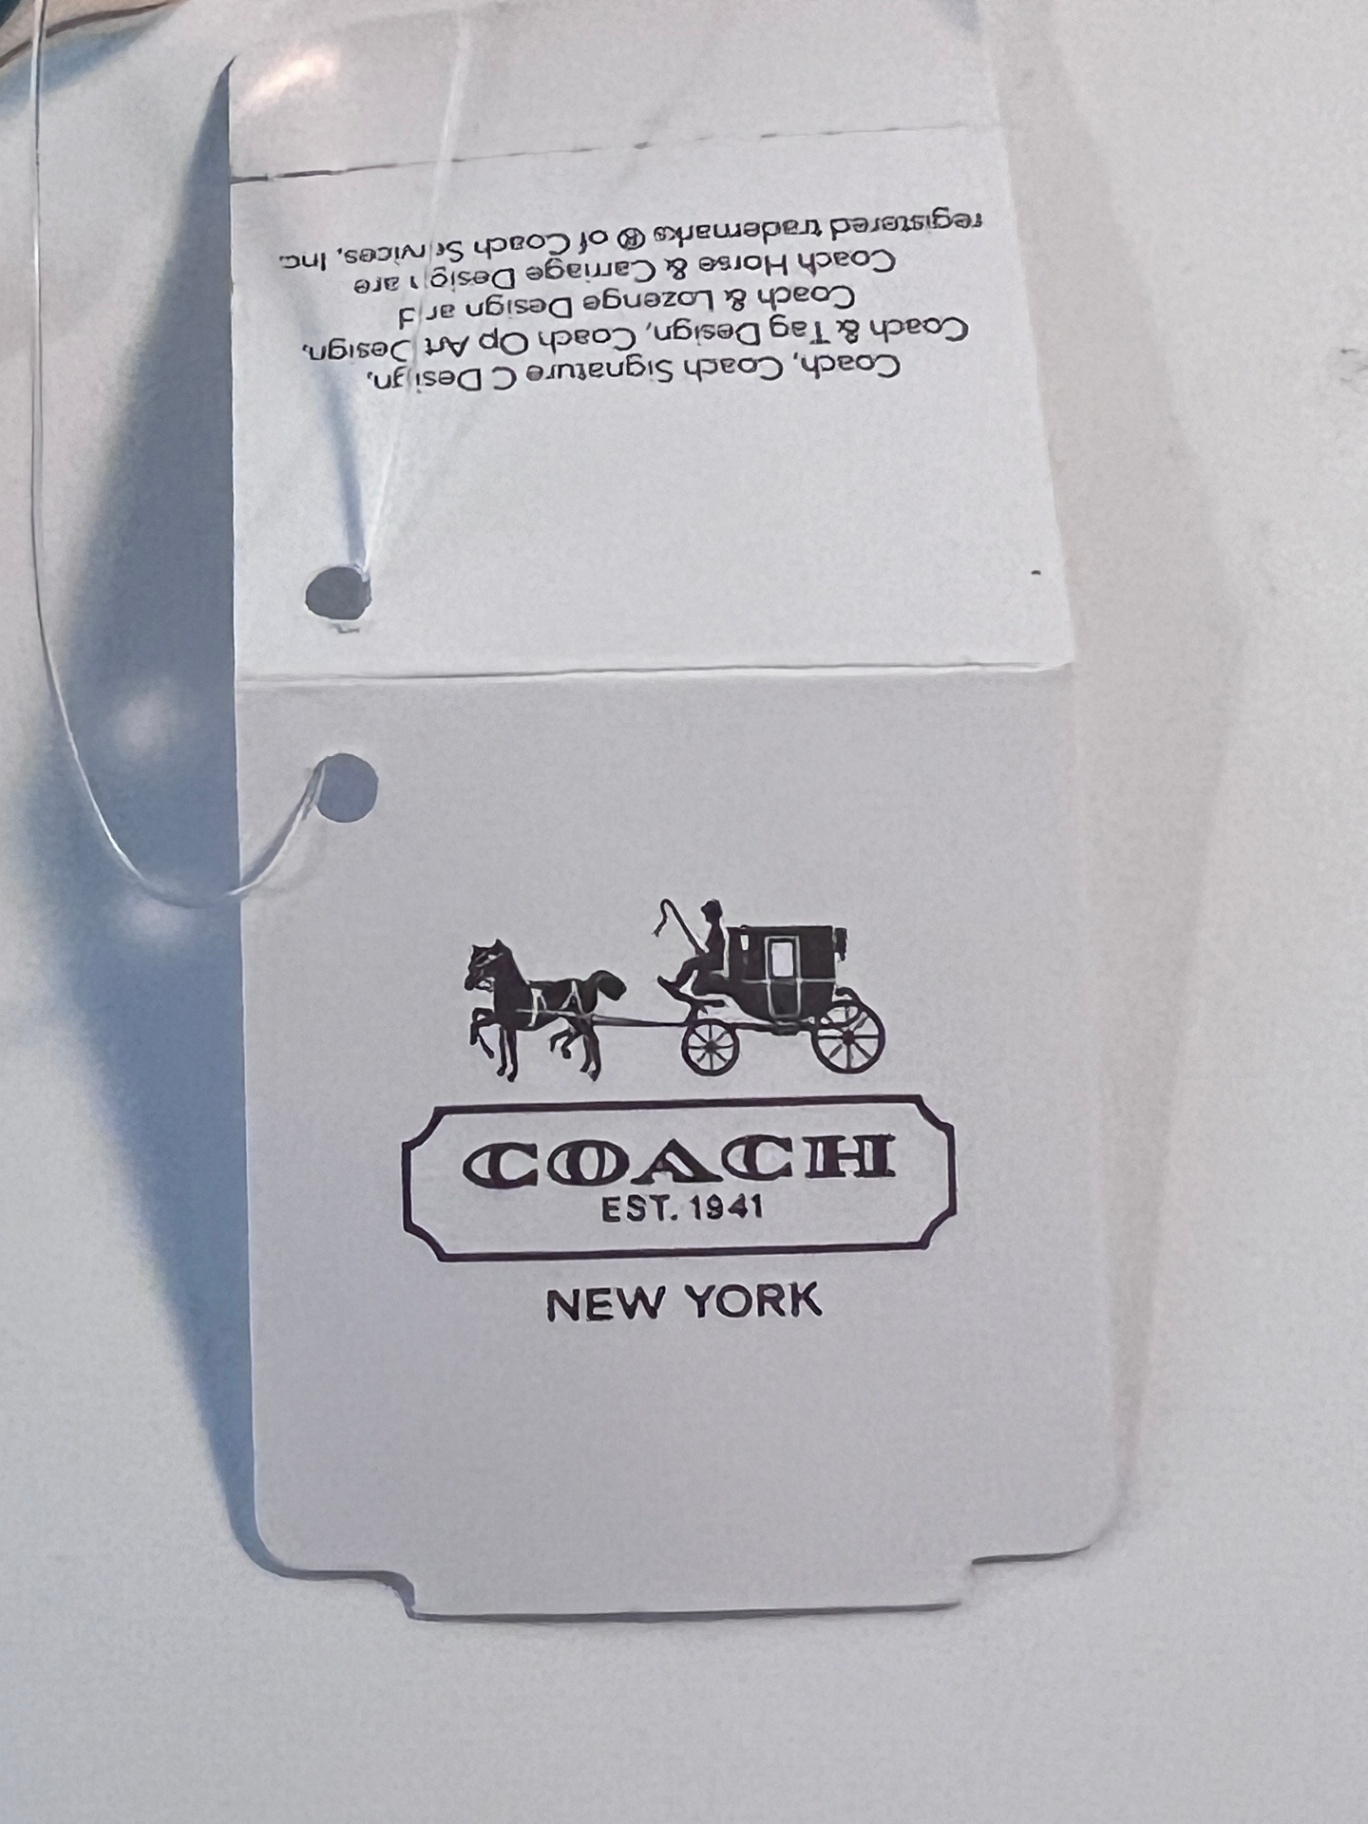 Coach, Coach Signature C Design,
Coach & Tag Design, Coach Op Art Design,
Coach & Lozenge Design and
Coach Horse & Carriage Design are
registered trademarks ® of Coach Services, Inc.
COACH
EST. 1941
NEW YORK